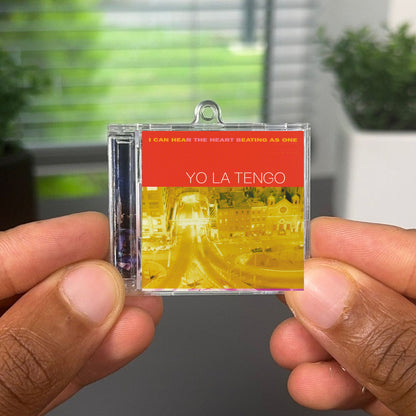 I CAN HEAR THE HEART BEATING AS ONE
YO LA TENGO